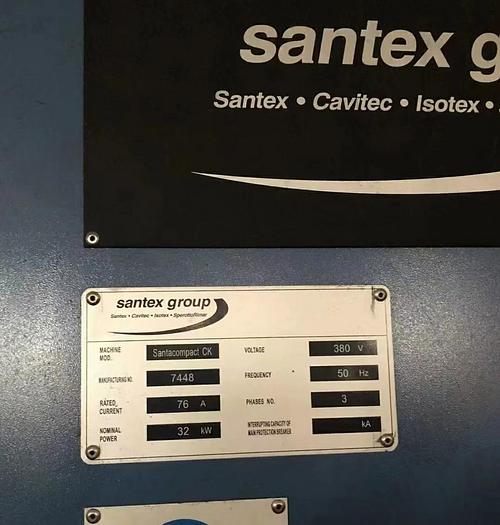 santex g
Santex • Cavitec • Isotex •
santex group
Santex • Cavitec • Isotex • SperottoRimar
MACHINE MOD. Santacompact CK VOLTAGE 380 V
MANUFACTURING NO. 7448 FREQUENCY 50 Hz
RATED CURRENT 76 A PHASES NO. 3
NOMINAL POWER 32 kW INTERRUPTING CAPACITY OF MAIN PROTECTION BREAKER kA